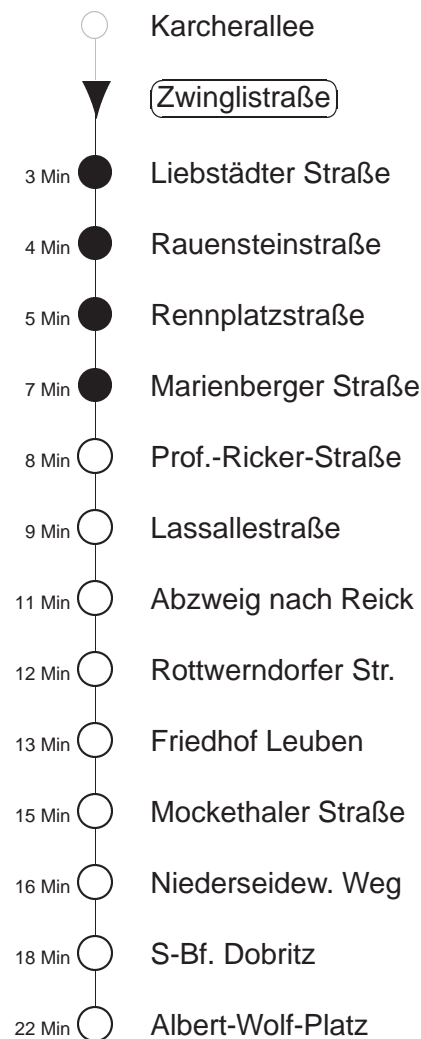 Karcherallee
Zwinglistraße
3 Min Liebstädter Straße
4 Min Rauensteinstraße
5 Min Rennplatzstraße
7 Min Marienberger Straße
8 Min Prof.-Ricker-Straße
9 Min Lassallestraße
11 Min Abzweig nach Reick
12 Min Rottwerndorfer Str.
13 Min Friedhof Leuben
15 Min Mockethaler Straße
16 Min Niederseidew. Weg
18 Min S-Bf. Dobritz
22 Min Albert-Wolf-Platz